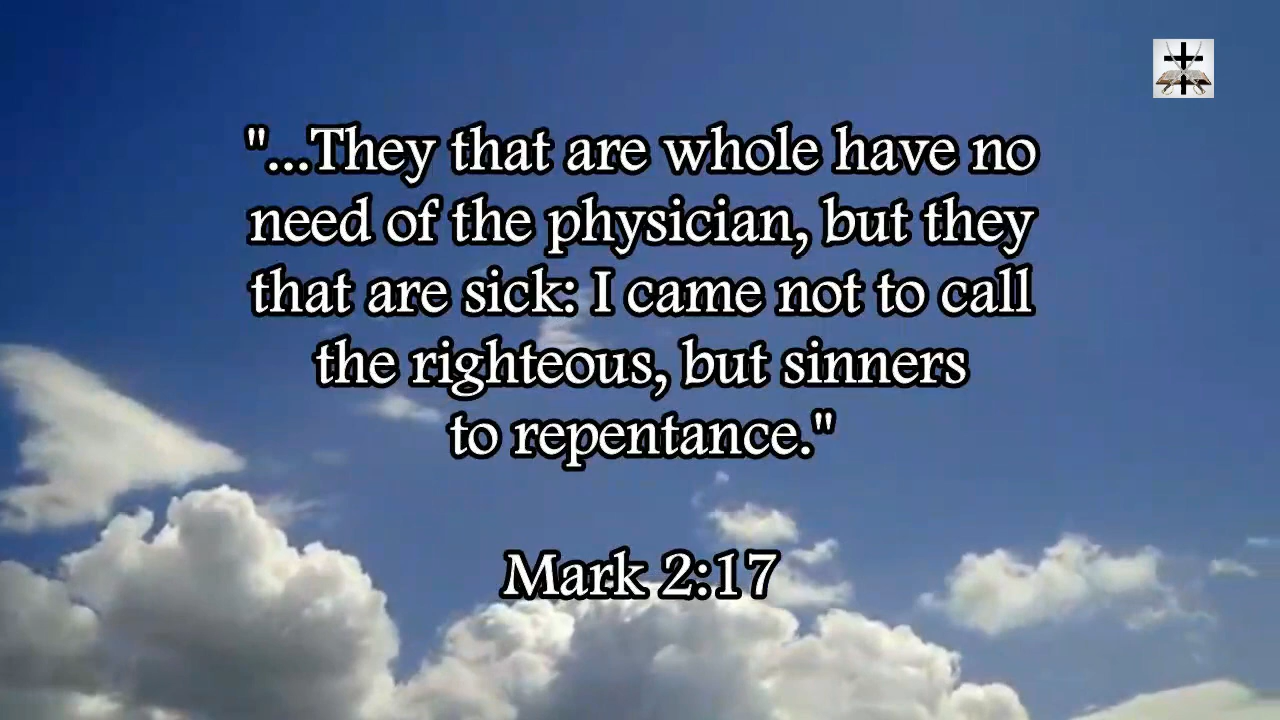 "...They that are whole have no
need of the physician, but they
that are sick: I came not to call
the righteous, but sinners
to repentance."
Mark 2:17